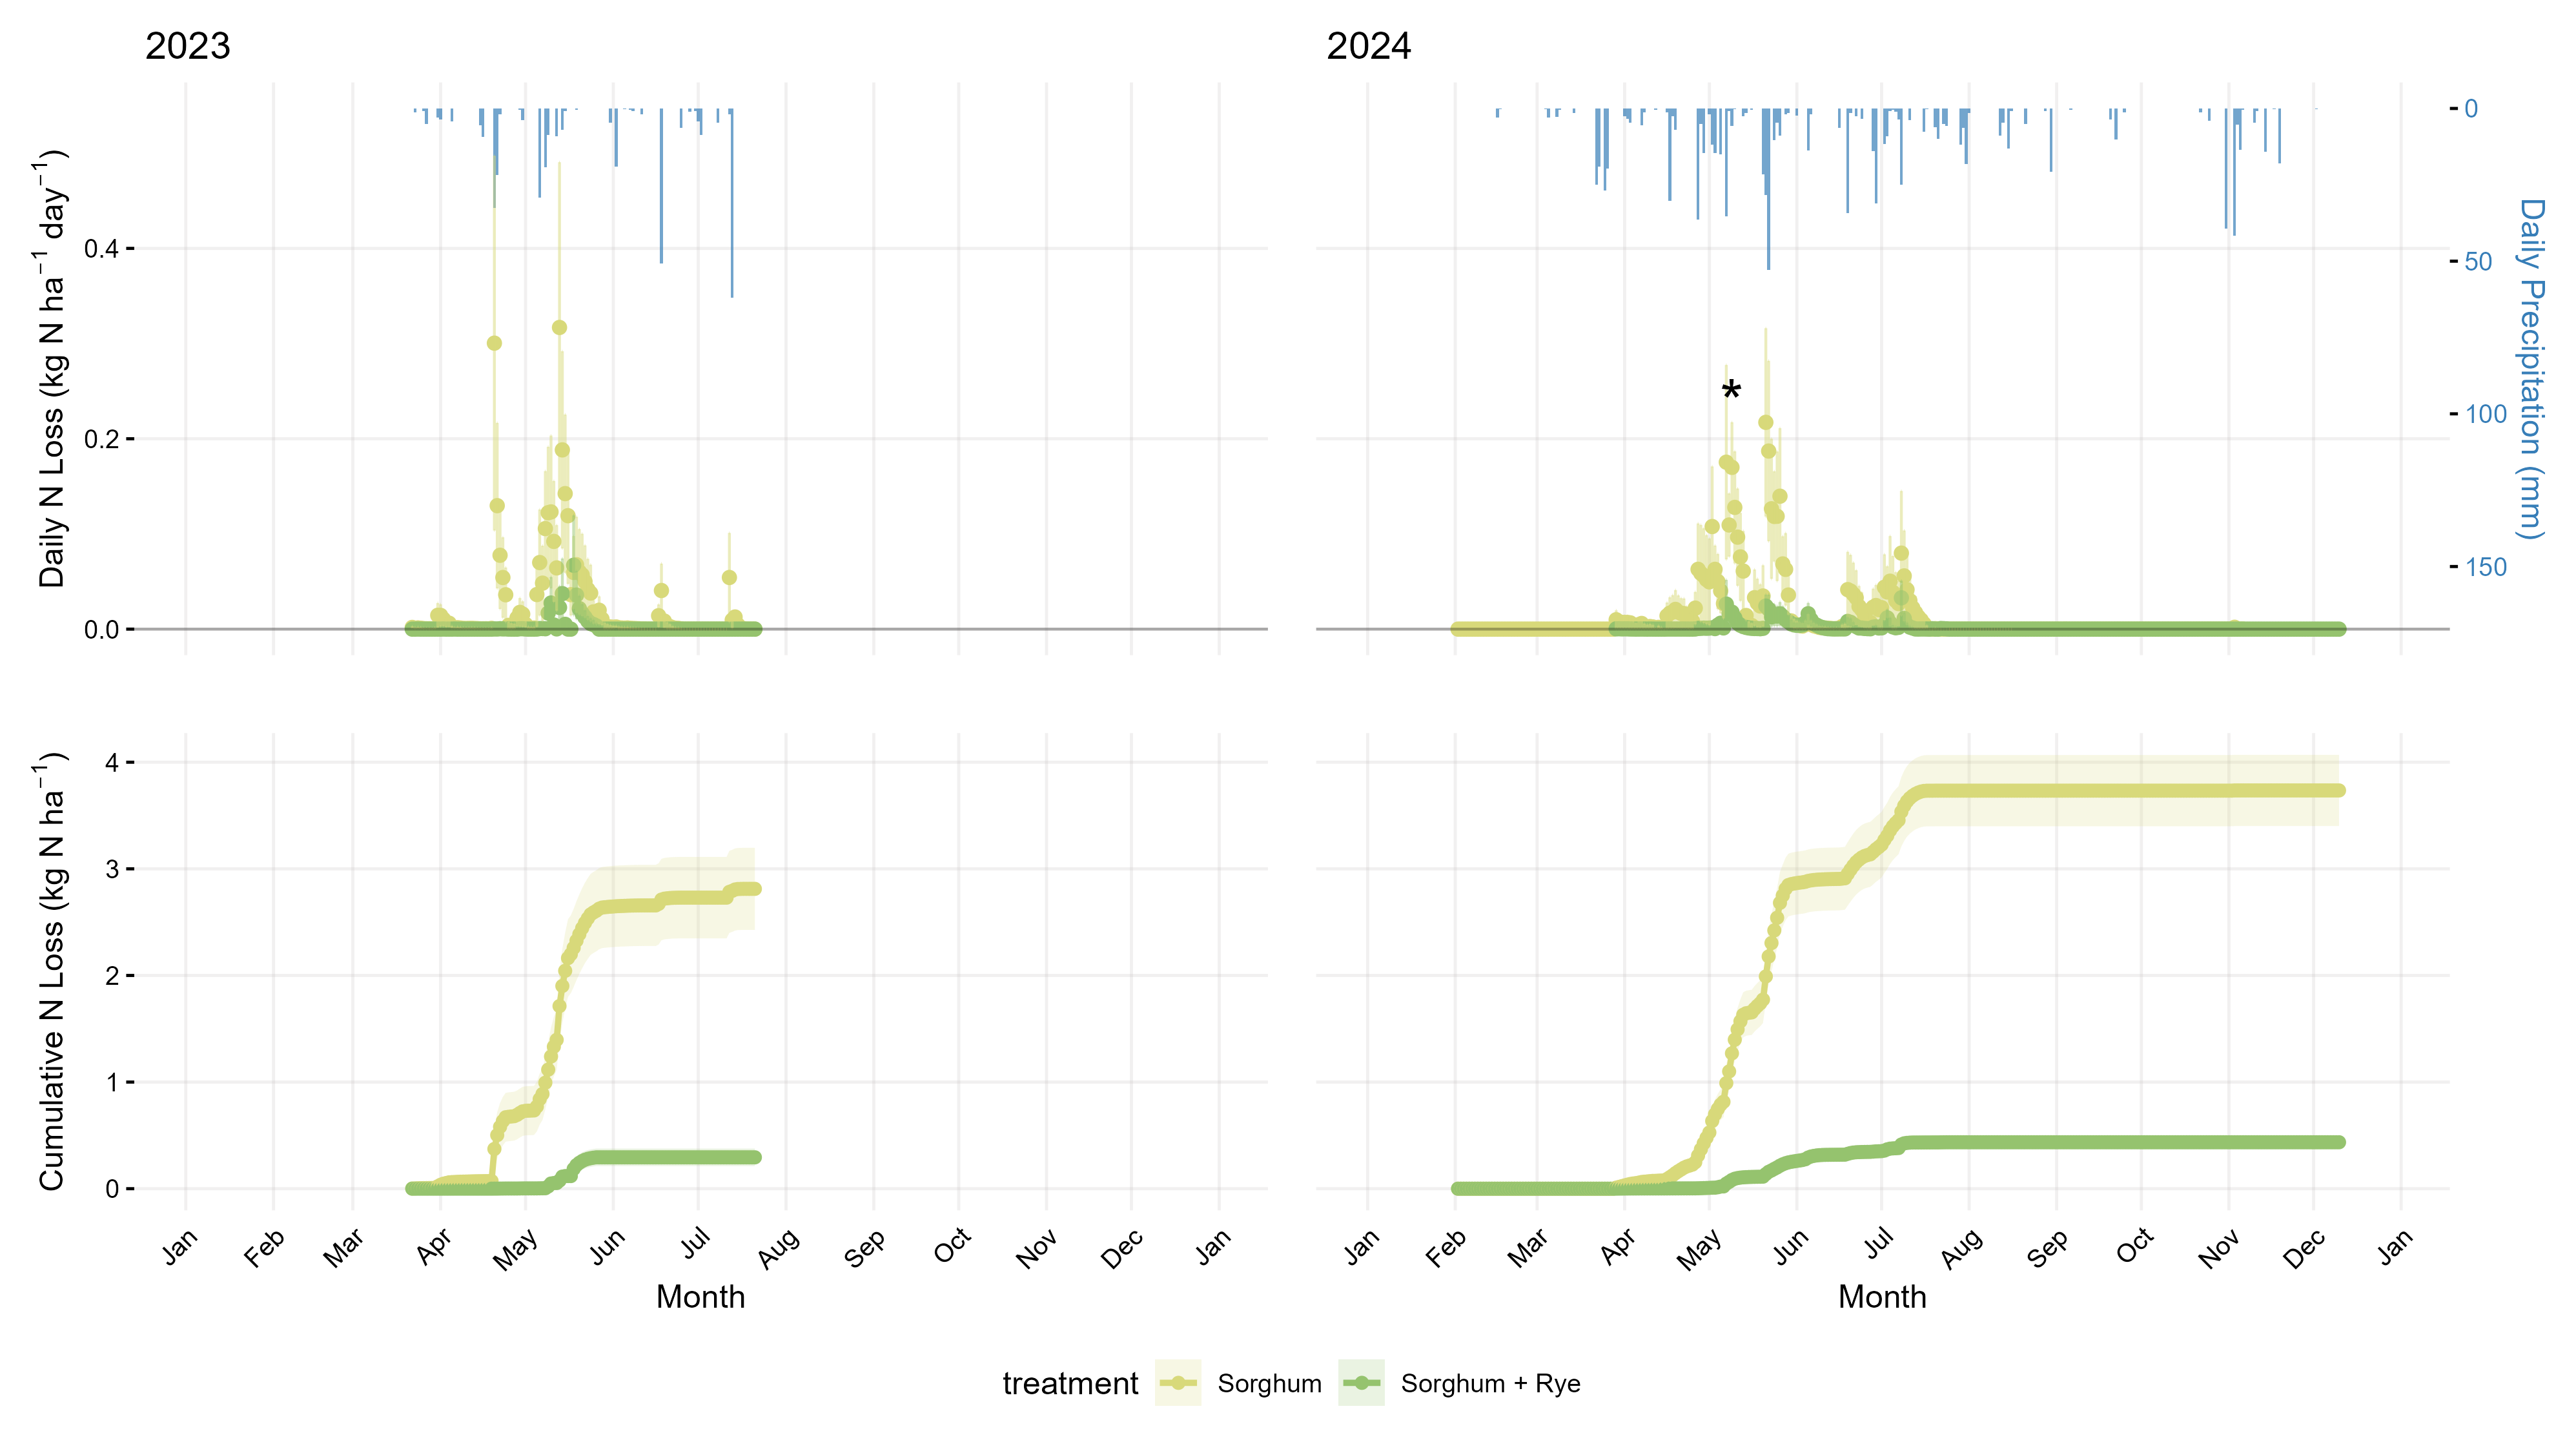 2023
2024
Daily N Loss (kg N ha⁻¹ day⁻¹)
0.4
0.2
0.0
0
50
100
150
Daily Precipitation (mm)
*
Cumulative N Loss (kg N ha⁻¹)
4
3
2
1
0
Jan Feb Mar Apr May Jun Jul Aug Sep Oct Nov Dec Jan
Jan Feb Mar Apr May Jun Jul Aug Sep Oct Nov Dec Jan
Month
Month
treatment Sorghum Sorghum + Rye